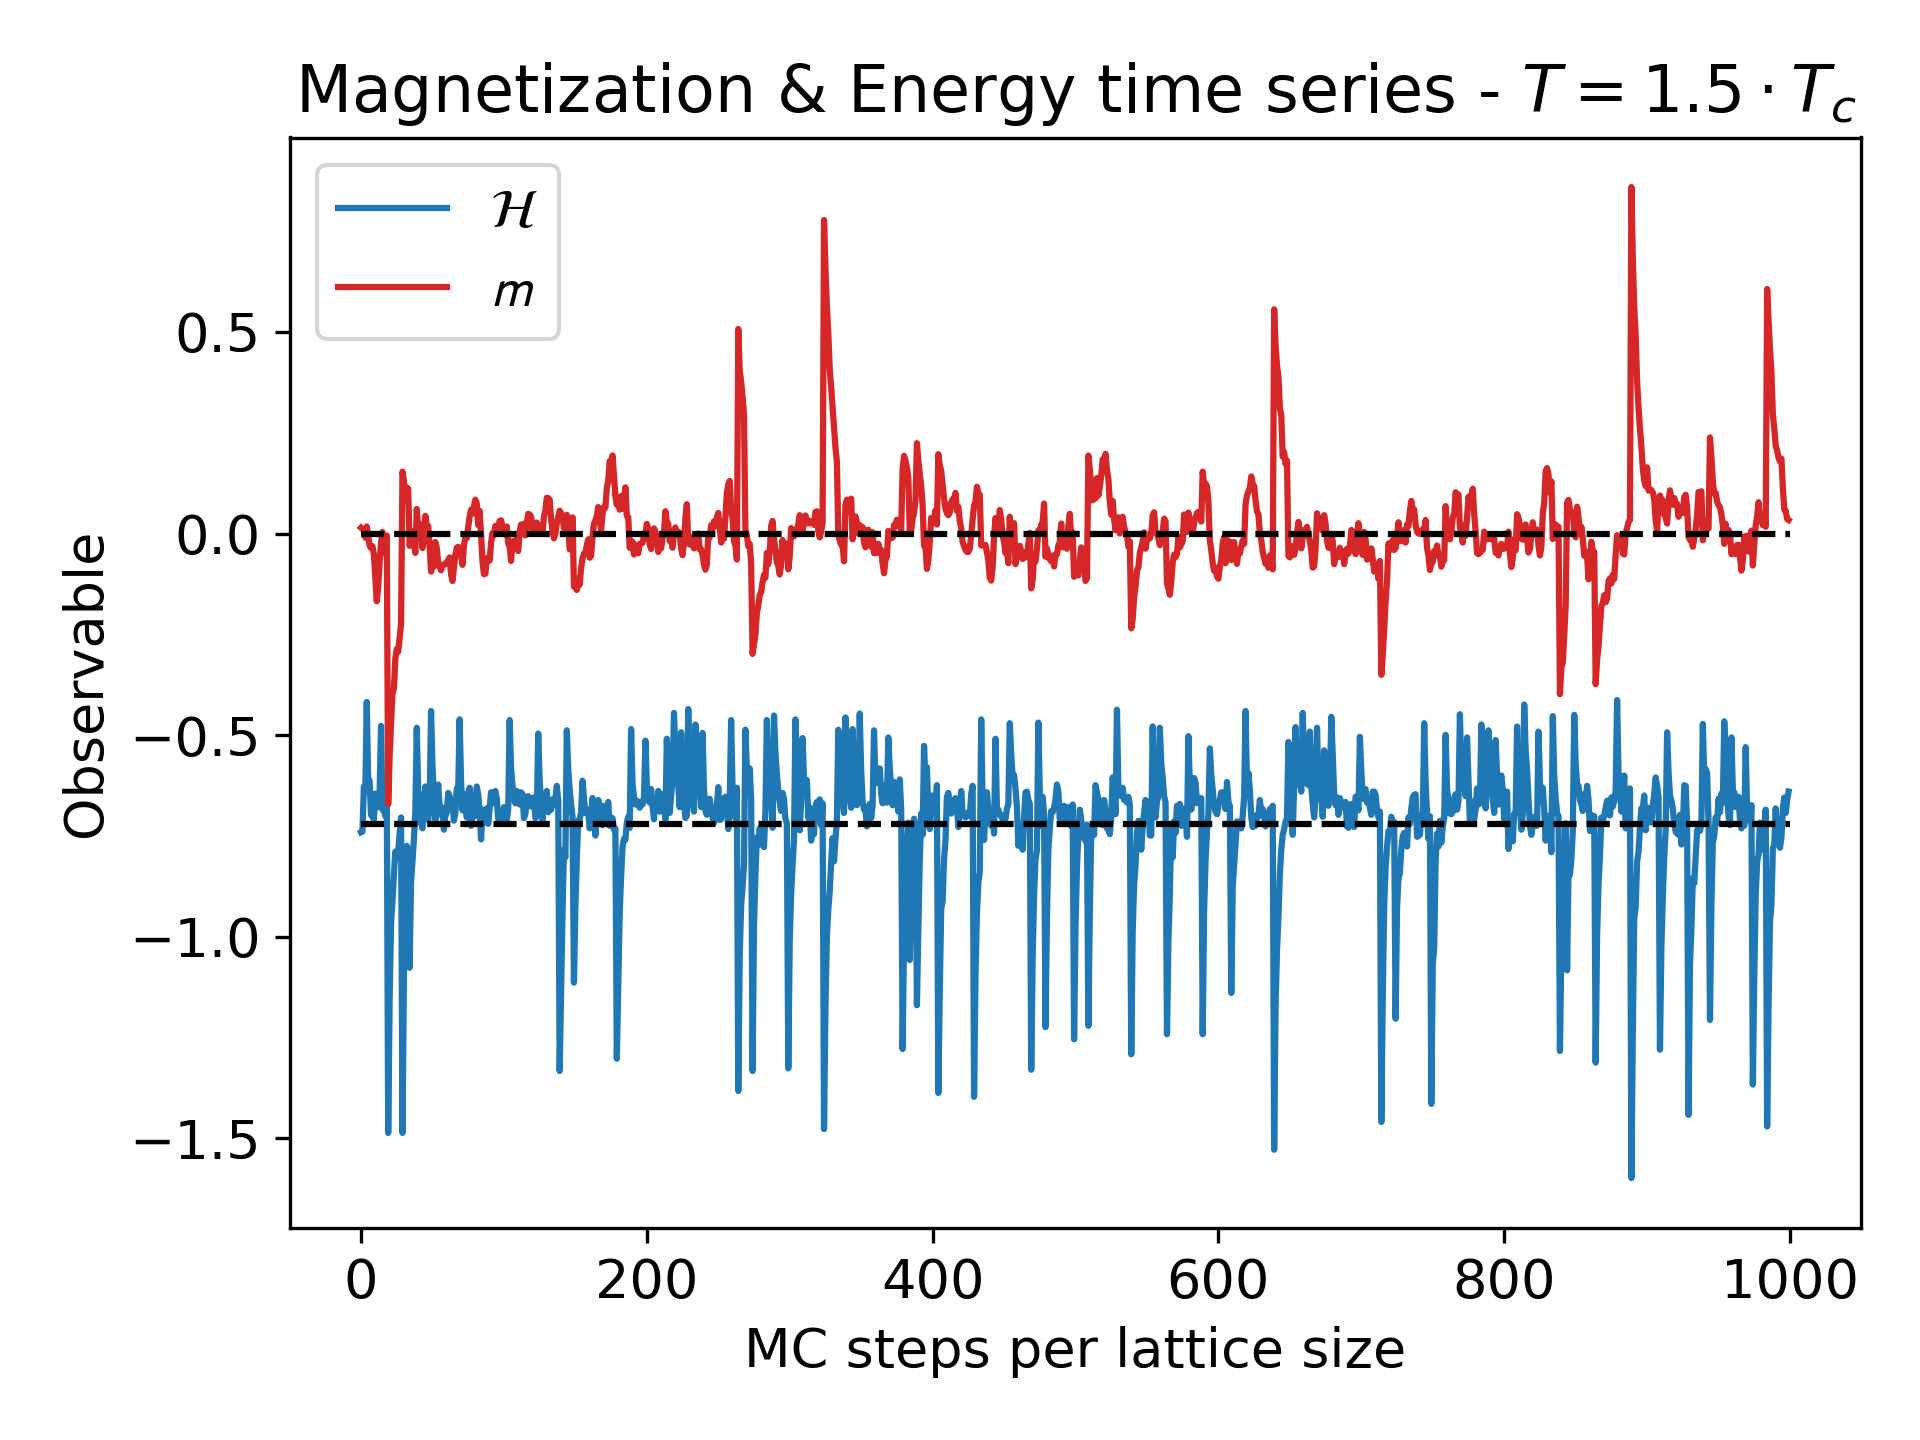 Magnetization & Energy time series - T = 1.5 · T_c
ℋ
m
Observable
0.5
0.0
−0.5
−1.0
−1.5
0 200 400 600 800 1000
MC steps per lattice size